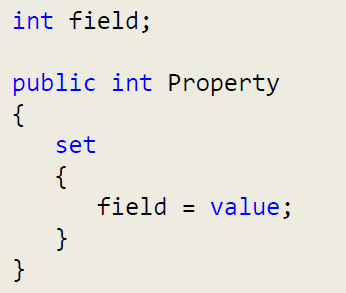 int field;

public int Property
{
   set
   {
      field = value;
   }
}